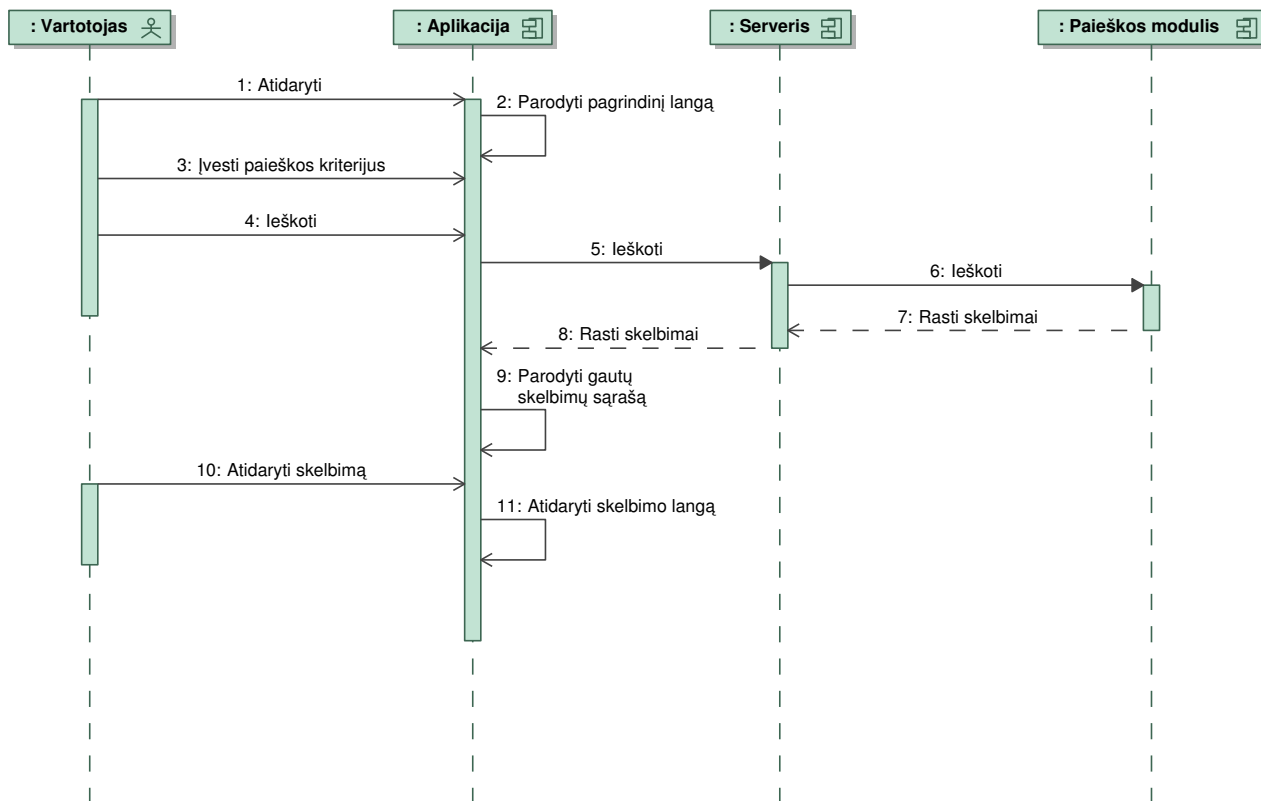 : Vartotojas
: Aplikacija
: Serveris
: Paieškos modulis
1: Atidaryti
2: Parodyti pagrindinį langą
3: Įvesti paieškos kriterijus
4: Ieškoti
5: Ieškoti
6: Ieškoti
7: Rasti skelbimai
8: Rasti skelbimai
9: Parodyti gautų
skelbimų sąrašą
10: Atidaryti skelbimą
11: Atidaryti skelbimo langą